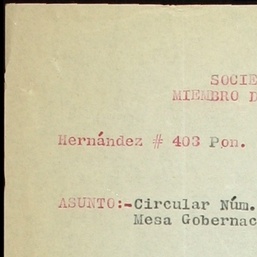 SOCIE
MIEMBRO D
Hernández # 403 Pon.
ASUNTO:-Circular Núm.
Mesa Gobernac